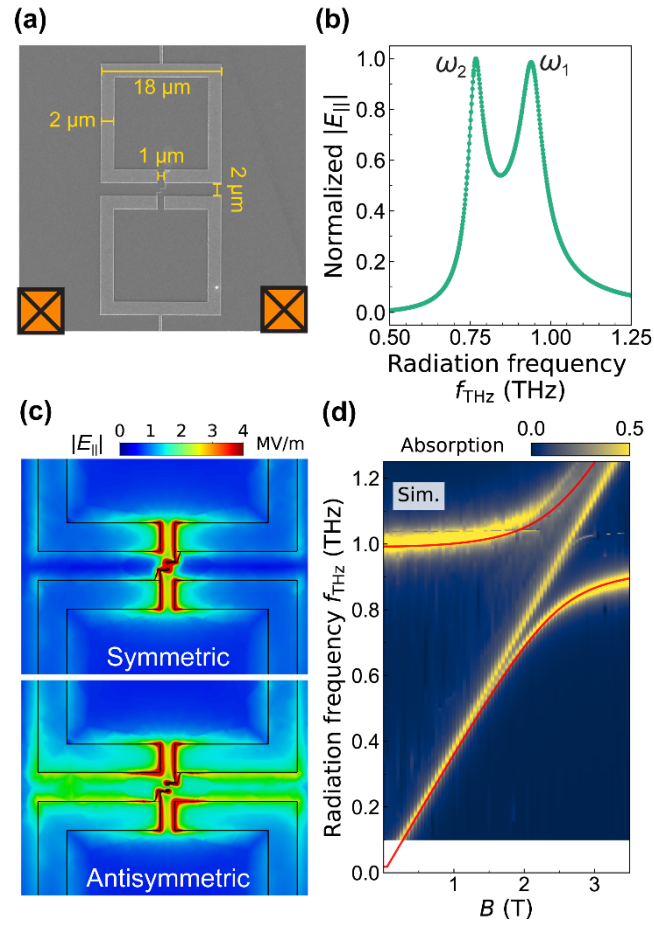 (a)
18 μm
2 μm
1 μm
2 μm
(b)
Normalized |E||||
1.0
0.8
0.6
0.4
0.2
0.0
ω2
ω1
0.50
0.75
1.00
1.25
Radiation frequency
fTHz (THz)
(c)
|E||||
0
1
2
3
4
MV/m
Symmetric
Antisymmetric
(d)
0.0
0.5
Absorption
Sim.
Radiation frequency fTHz (THz)
1.2
1.0
0.8
0.6
0.4
0.2
0.0
1
2
3
B (T)